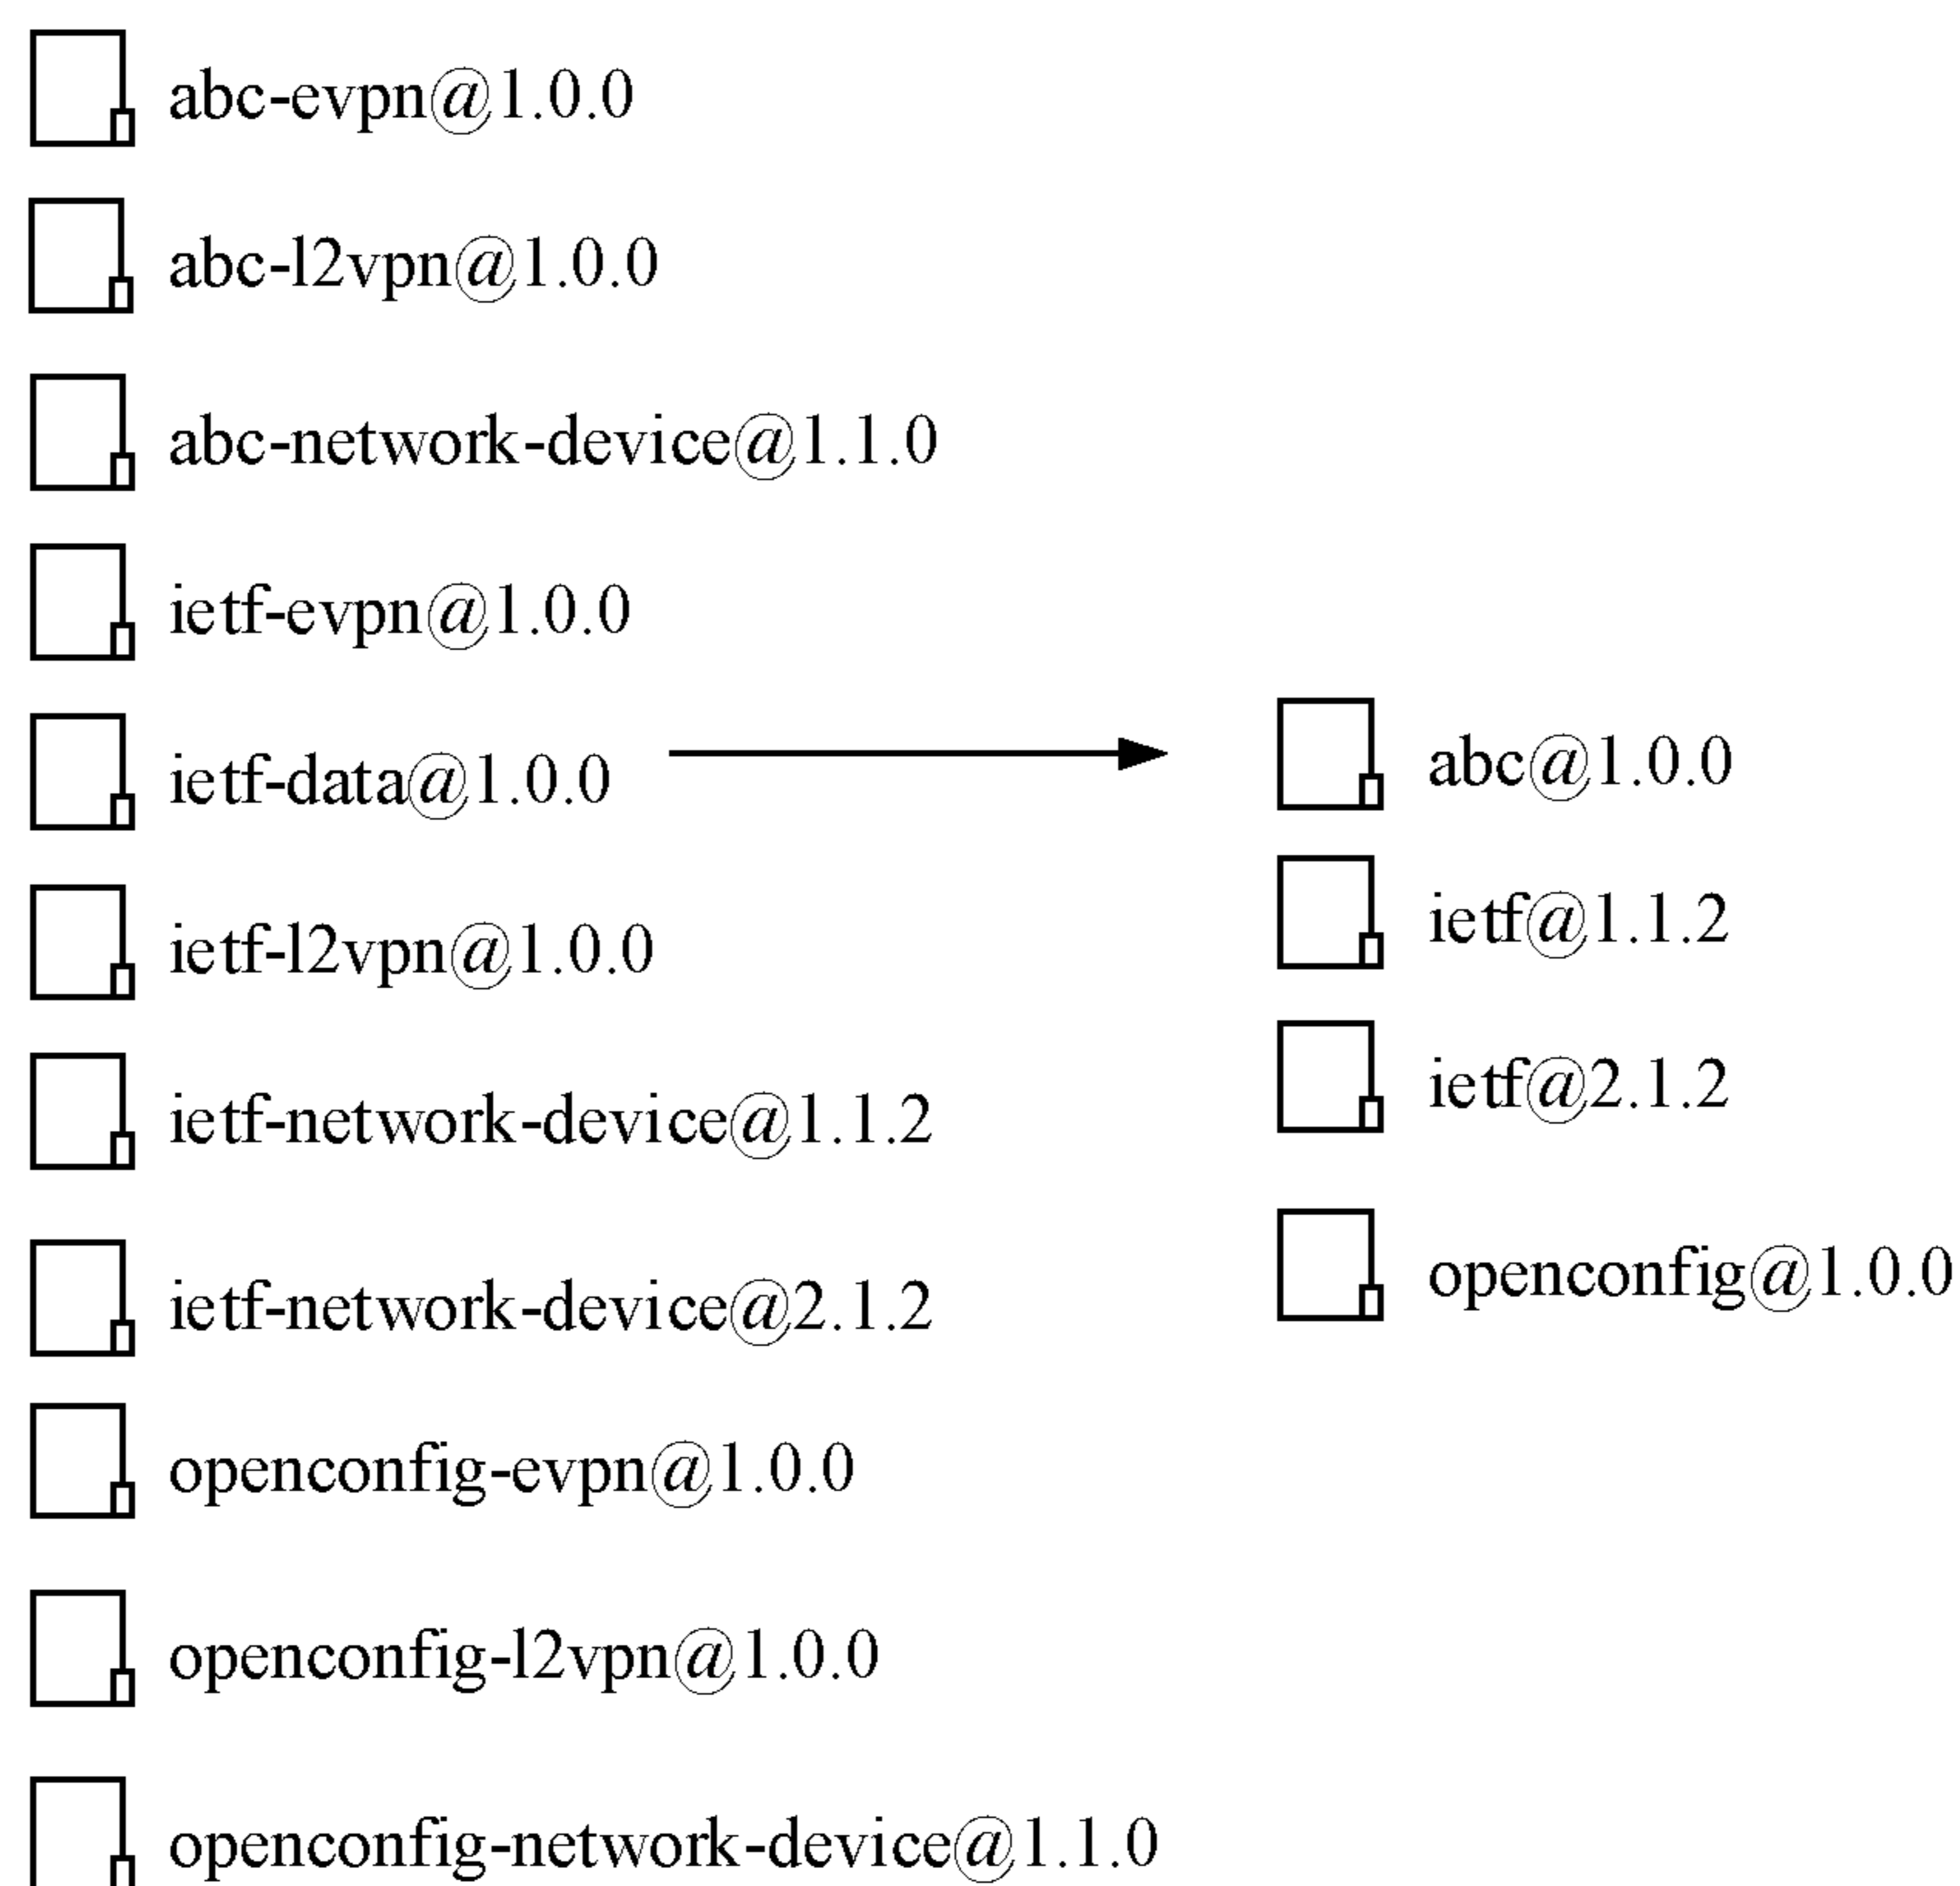 abc-evpn@1.0.0
abc-l2vpn@1.0.0
abc-network-device@1.1.0
ietf-evpn@1.0.0
ietf-data@1.0.0
ietf-l2vpn@1.0.0
ietf-network-device@1.1.2
ietf-network-device@2.1.2
openconfig-evpn@1.0.0
openconfig-l2vpn@1.0.0
openconfig-network-device@1.1.0
abc@1.0.0
ietf@1.1.2
ietf@2.1.2
openconfig@1.0.0